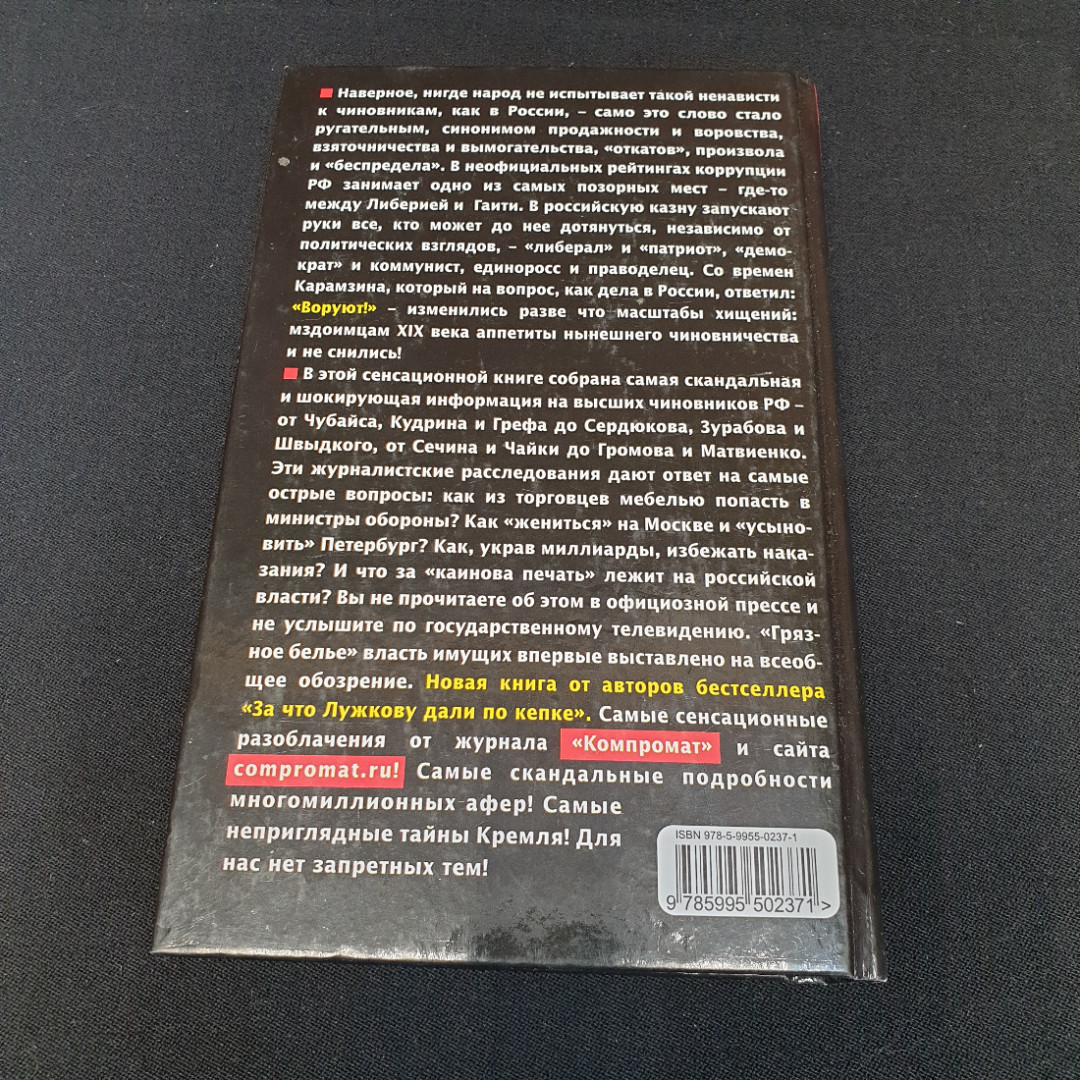 Наверное, нигде народ не испытывает такой ненависти
к чиновникам, как в России, – само это слово стало
ругательным, синонимом продажности и воровства,
взяточничества и вымогательства, «откатов», произвола
и «беспредела». В неофициальных рейтингах коррупции
РФ занимает одно из самых позорных мест – где-то
между Либерией и Гаити. В российскую казну запускают
руки все, кто может до нее дотянуться, независимо от
политических взглядов, – «либерал» и «патриот», «демо-
крат» и коммунист, единоросс и праводелец. Со времен
Карамзина, который на вопрос, как дела в России, ответил:
«Воруют!» – изменились разве что масштабы хищений:
мздоимцам XIX века аппетиты нынешнего чиновничества
и не снились!
В этой сенсационной книге собрана самая скандальная
и шокирующая информация на высших чиновников РФ –
от Чубайса, Кудрина и Грефа до Сердюкова, Зурабова и
Швыдкого, от Сечина и Чайки до Громова и Матвиенко.
Эти журналистские расследования дают ответ на самые
острые вопросы: как из торговцев мебелью попасть в
министры обороны? Как «жениться» на Москве и «усыно-
вить» Петербург? Как, украв миллиарды, избежать нака-
зания? И что за «каинова печать» лежит на российской
власти? Вы не прочитаете об этом в официозной прессе и
не услышите по государственному телевидению. «Гряз-
ное белье» власть имущих впервые выставлено на всеоб-
щее обозрение. Новая книга от авторов бестселлера
«За что Лужкову дали по кепке». Самые сенсационные
разоблачения от журнала «Компромат» и сайта
compromat.ru! Самые скандальные подробности
многомиллионных афер! Самые
неприглядные тайны Кремля! Для
нас нет запретных тем!
ISBN 978-5-9955-0237-1
9 785995 502371 >